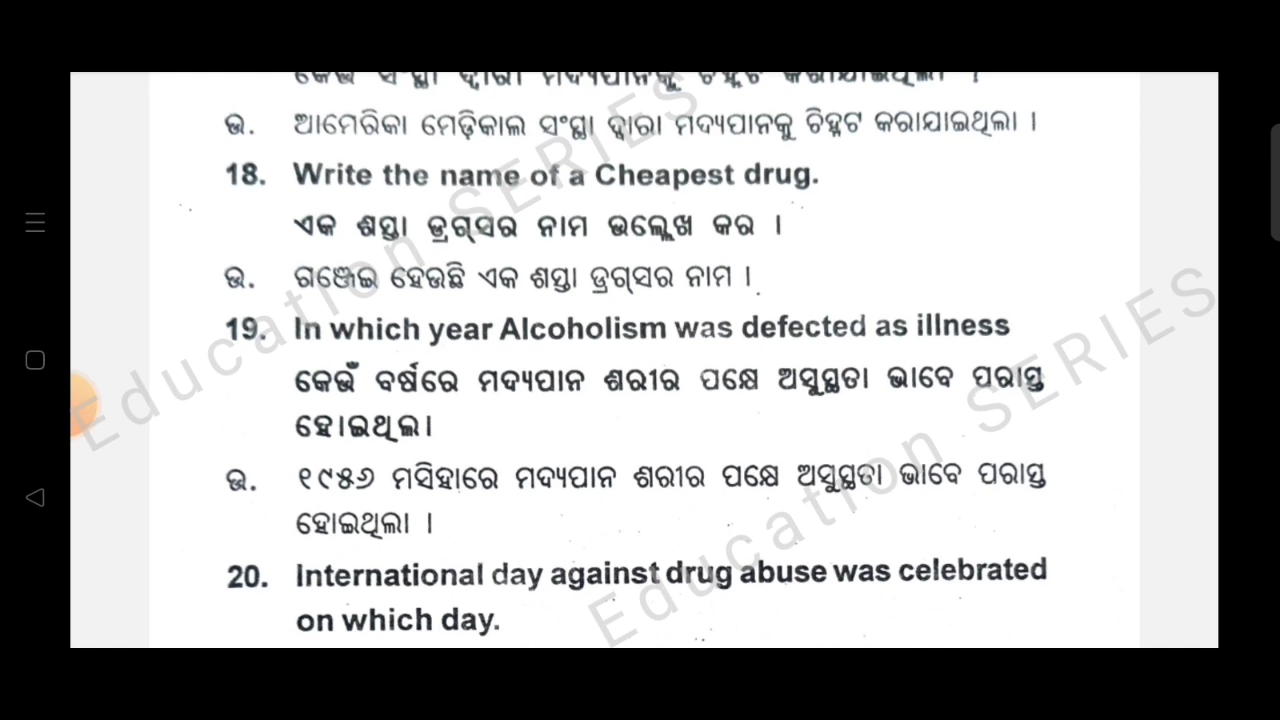 ଉ. ଆମେରିକା ମେଡ଼ିକାଲ ସଂସ୍ଥା ଦ୍ୱାରା ମଦ୍ୟପାନକୁ ଚିହ୍ନଟ କରାଯାଇଥିଲା ।
18. Write the name of a Cheapest drug.
ଏକ ଶସ୍ତା ଡ୍ରଗ୍‌ସର ନାମ ଉଲ୍ଲେଖ କର ।
ଉ. ଗଞ୍ଜେଇ ହେଉଛି ଏକ ଶସ୍ତା ଡ୍ରଗ୍‌ସର ନାମ ।
19. In which year Alcoholism was defected as illness
କେଉଁ ବର୍ଷରେ ମଦ୍ୟପାନ ଶରୀର ପକ୍ଷେ ଅସୁସ୍ଥତା ଭାବେ ପରାସ୍ତ
ହୋଇଥିଲା ।
ଉ. ୧୯୫୬ ମସିହାରେ ମଦ୍ୟପାନ ଶରୀର ପକ୍ଷେ ଅସୁସ୍ଥତା ଭାବେ ପରାସ୍ତ
ହୋଇଥିଲା ।
20. International day against drug abuse was celebrated
on which day.
Education SERIES
Education SERIES